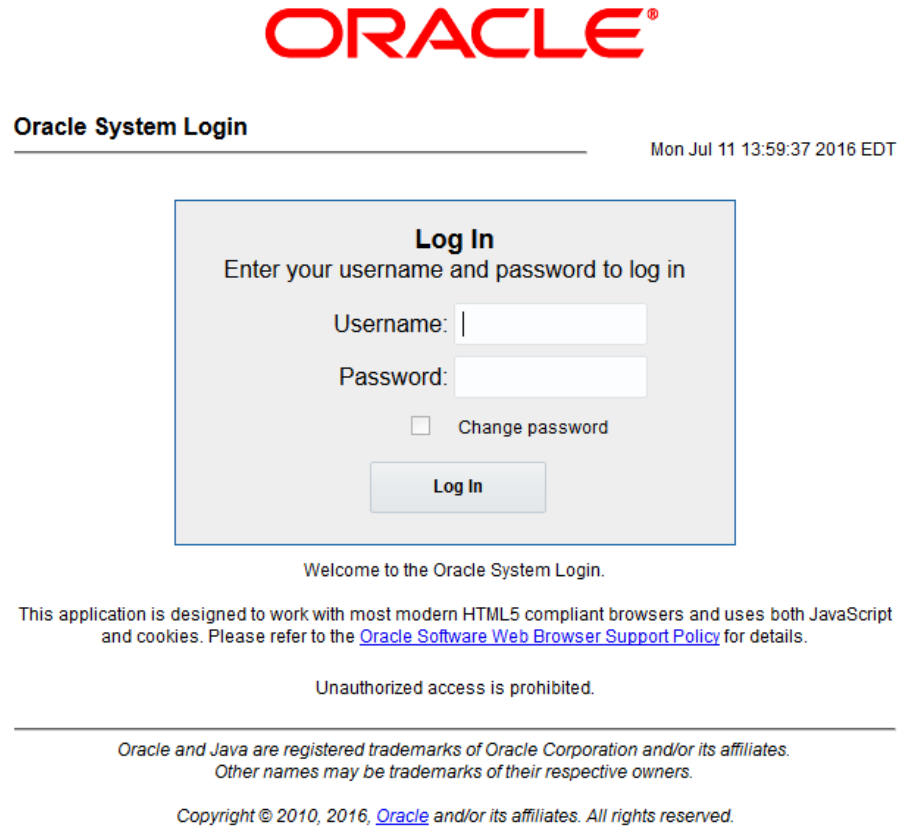 ORACLE®
Oracle System Login
Mon Jul 11 13:59:37 2016 EDT
Log In
Enter your username and password to log in
Username:
Password:
Change password
Log In
Welcome to the Oracle System Login.
This application is designed to work with most modern HTML5 compliant browsers and uses both JavaScript
and cookies. Please refer to the Oracle Software Web Browser Support Policy for details.
Unauthorized access is prohibited.
Oracle and Java are registered trademarks of Oracle Corporation and/or its affiliates.
Other names may be trademarks of their respective owners.
Copyright © 2010, 2016, Oracle and/or its affiliates. All rights reserved.